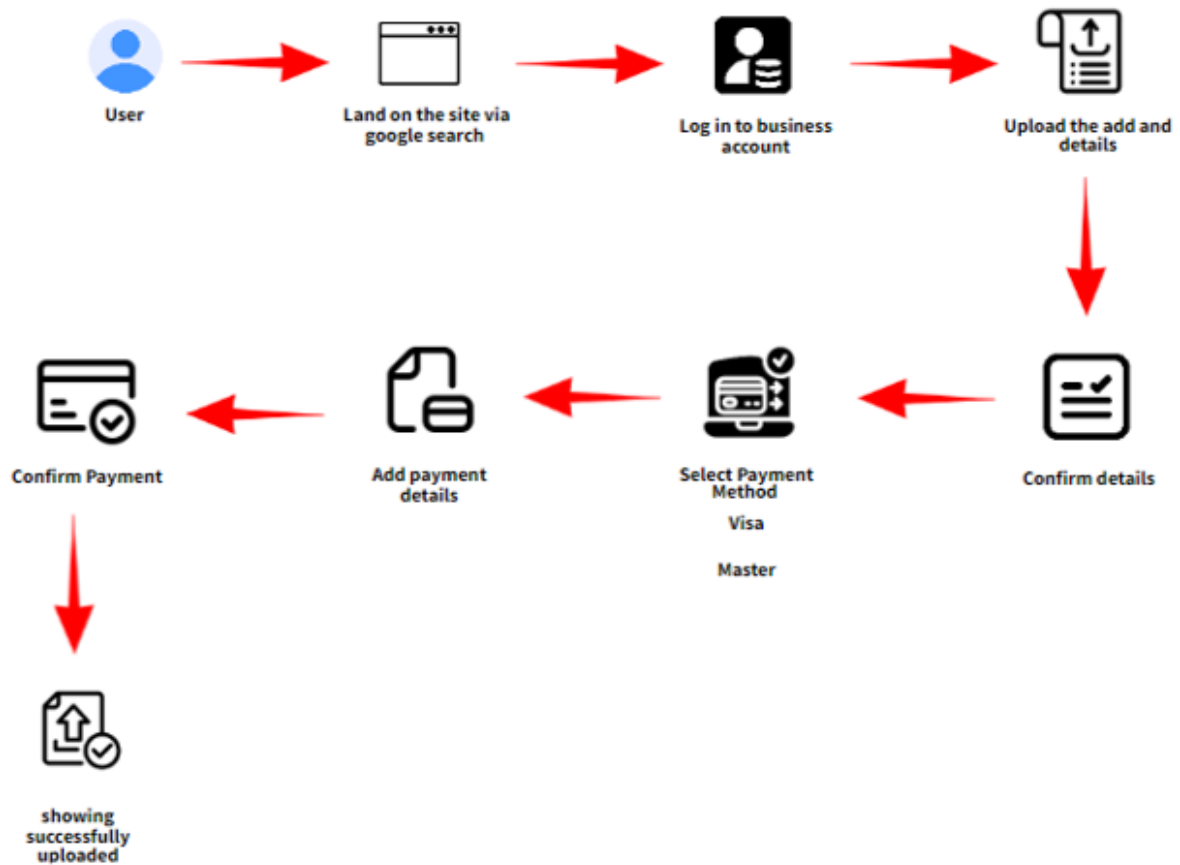 User
Land on the site via
google search
Log in to business
account
Upload the add and
details
Confirm details
Select Payment
Method
Visa
Master
Add payment
details
Confirm Payment
showing
successfully
uploaded